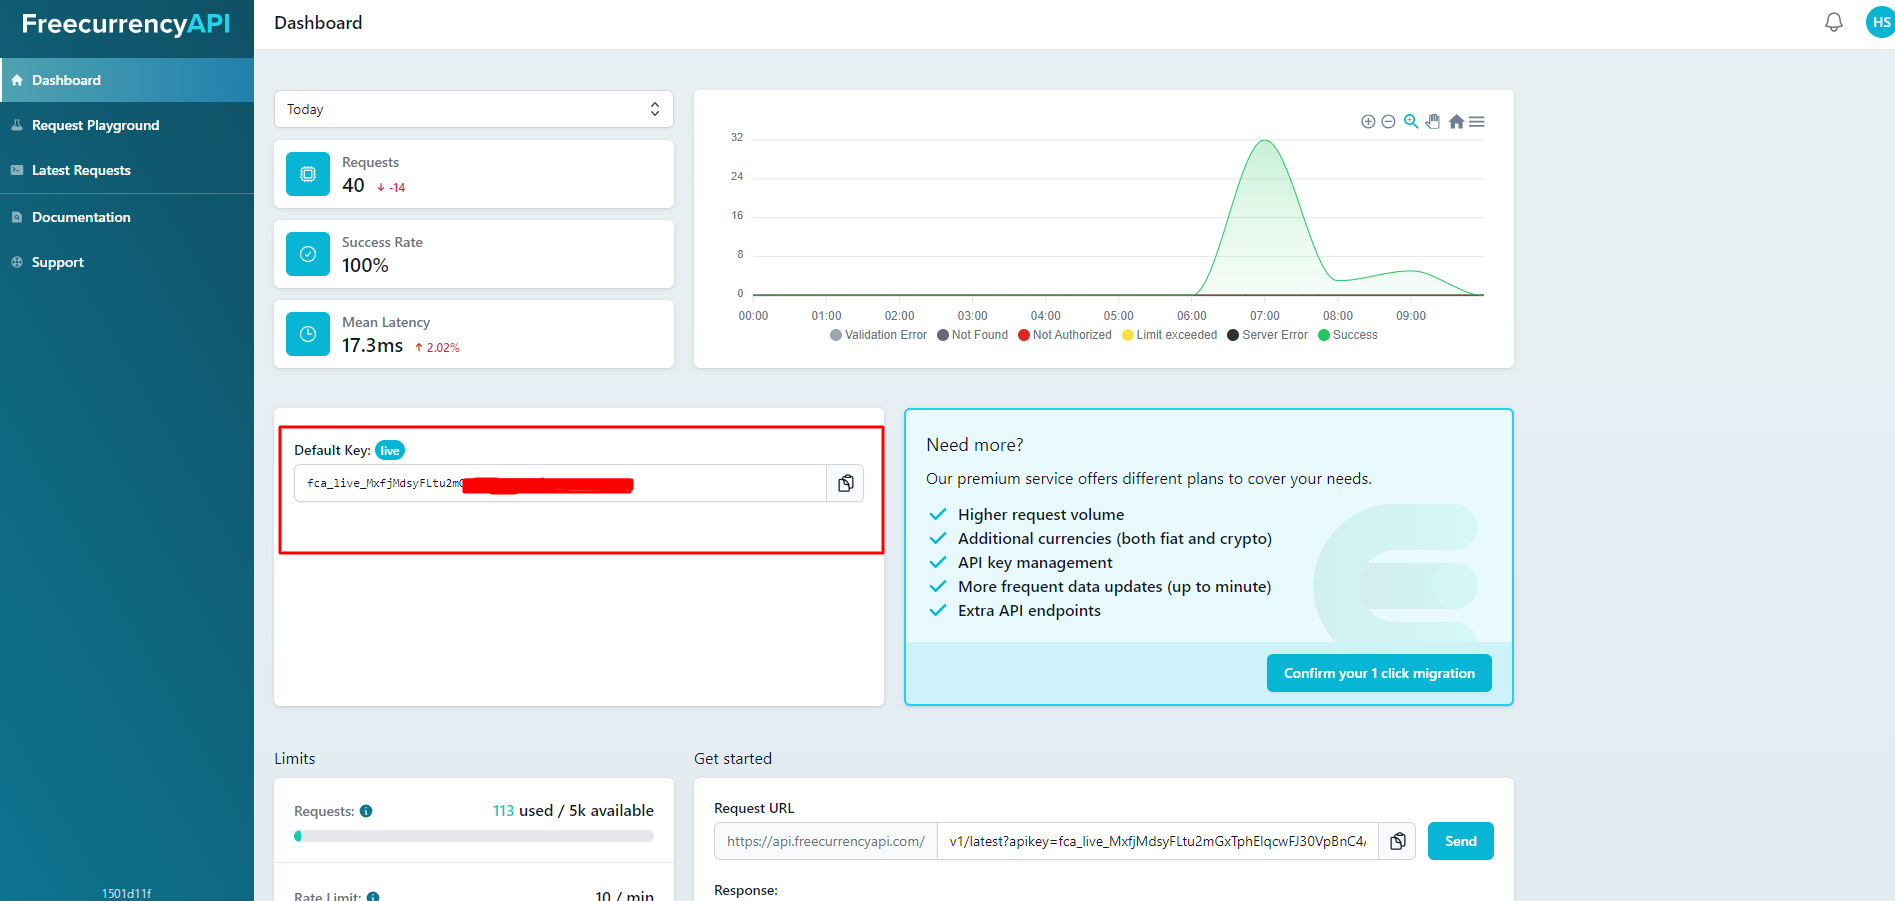 FreecurrencyAPI
Dashboard
HS
Dashboard
Request Playground
Latest Requests
Documentation
Support
1501d11f
Today
Requests
40 ↓ -14
Success Rate
100%
Mean Latency
17.3ms ↑ 2.02%
32
24
16
8
0
00:00 01:00 02:00 03:00 04:00 05:00 06:00 07:00 08:00 09:00
Validation Error Not Found Not Authorized Limit exceeded Server Error Success
Default Key: live
fca_live_MxfjMdsyFLtu2m
Need more?
Our premium service offers different plans to cover your needs.
Higher request volume
Additional currencies (both fiat and crypto)
API key management
More frequent data updates (up to minute)
Extra API endpoints
Confirm your 1 click migration
Limits
Requests: 113 used / 5k available
Rate Limit: 10 / min
Get started
Request URL
https://api.freecurrencyapi.com/ v1/latest?apikey=
Send
Response: